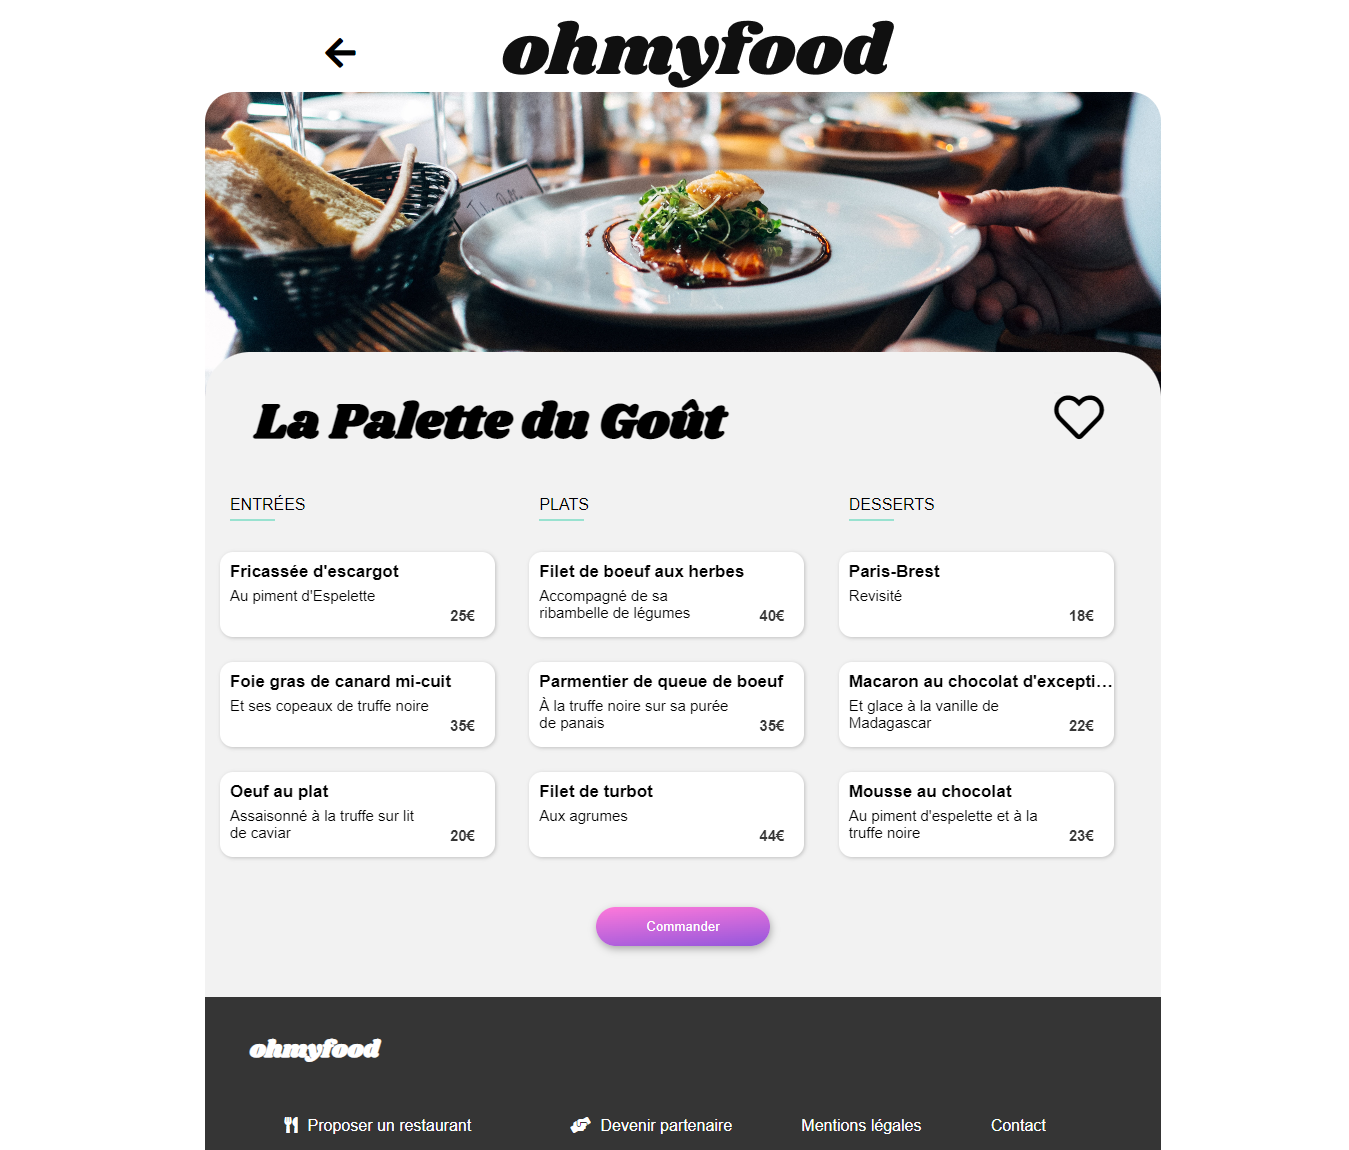 ohmyfood
La Palette du Goût
ENTRÉES
Fricassée d'escargot
Au piment d'Espelette
25€
Foie gras de canard mi-cuit
Et ses copeaux de truffe noire
35€
Oeuf au plat
Assaisonné à la truffe sur lit
de caviar
20€
PLATS
Filet de boeuf aux herbes
Accompagné de sa
ribambelle de légumes
40€
Parmentier de queue de boeuf
À la truffe noire sur sa purée
de panais
35€
Filet de turbot
Aux agrumes
44€
DESSERTS
Paris-Brest
Revisité
18€
Macaron au chocolat d'excepti...
Et glace à la vanille de
Madagascar
22€
Mousse au chocolat
Au piment d'espelette et à la
truffe noire
23€
Commander
ohmyfood
Proposer un restaurant
Devenir partenaire
Mentions légales
Contact